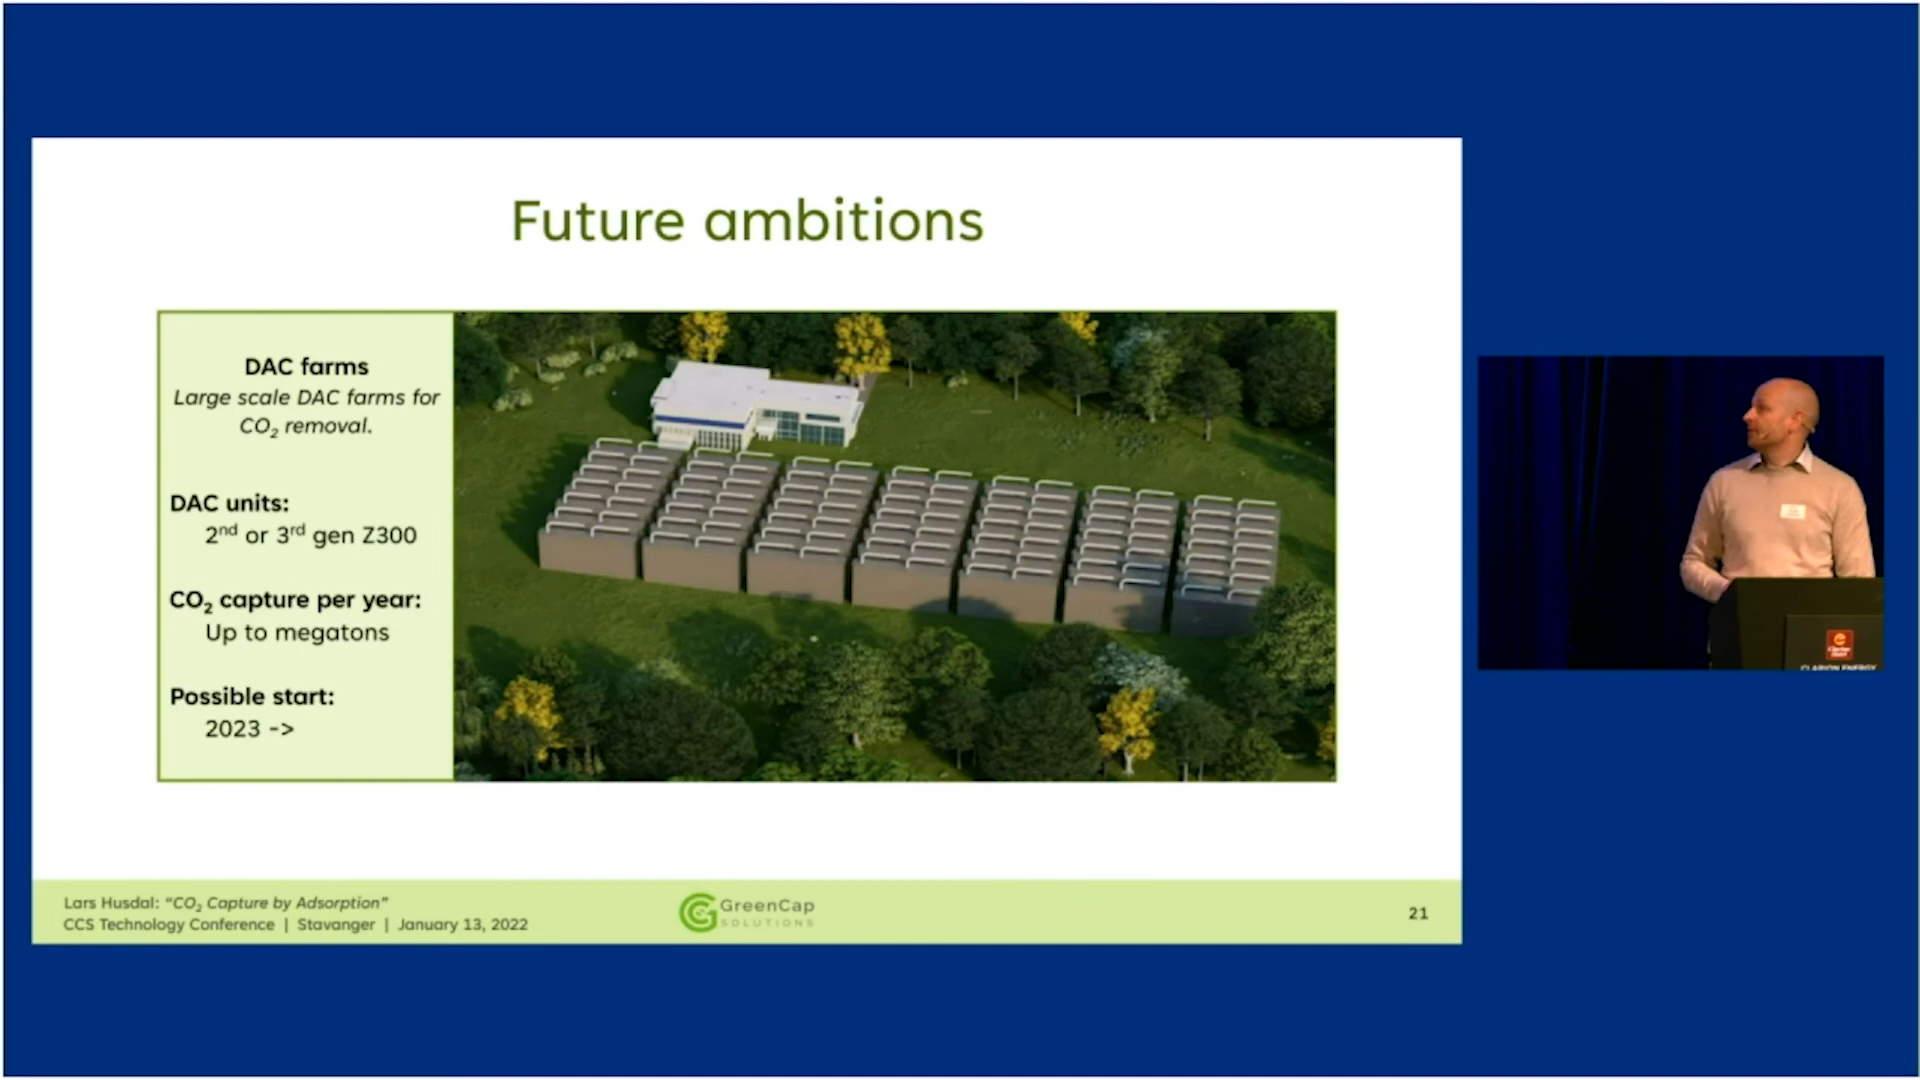 Future ambitions
DAC farms
Large scale DAC farms for
CO₂ removal.
DAC units:
2nd or 3rd gen Z300
CO₂ capture per year:
Up to megatons
Possible start:
2023 ->
Lars Husdal: “CO₂ Capture by Adsorption”
CCS Technology Conference | Stavanger | January 13, 2022
GreenCap
SOLUTIONS
21
CLARION ENERGY